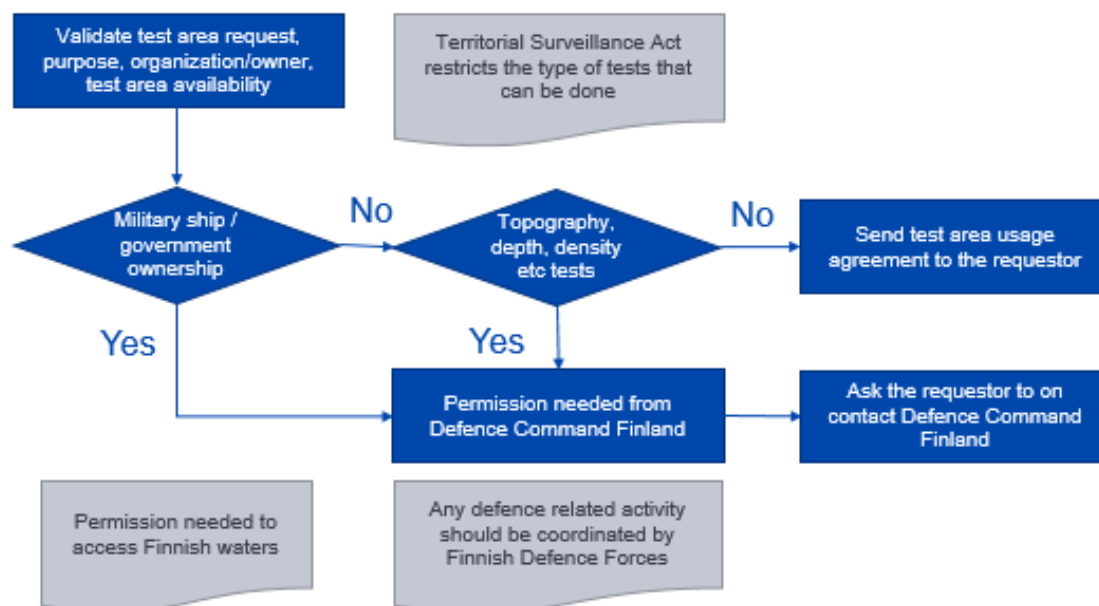 Validate test area request,
purpose, organization/owner,
test area availability
Territorial Surveillance Act
restricts the type of tests that
can be done
Military ship /
government
ownership
No
Topography,
depth, density
etc tests
No
Send test area usage
agreement to the requestor
Yes
Yes
Permission needed from
Defence Command Finland
Ask the requestor to on
contact Defence Command
Finland
Permission needed to
access Finnish waters
Any defence related activity
should be coordinated by
Finnish Defence Forces